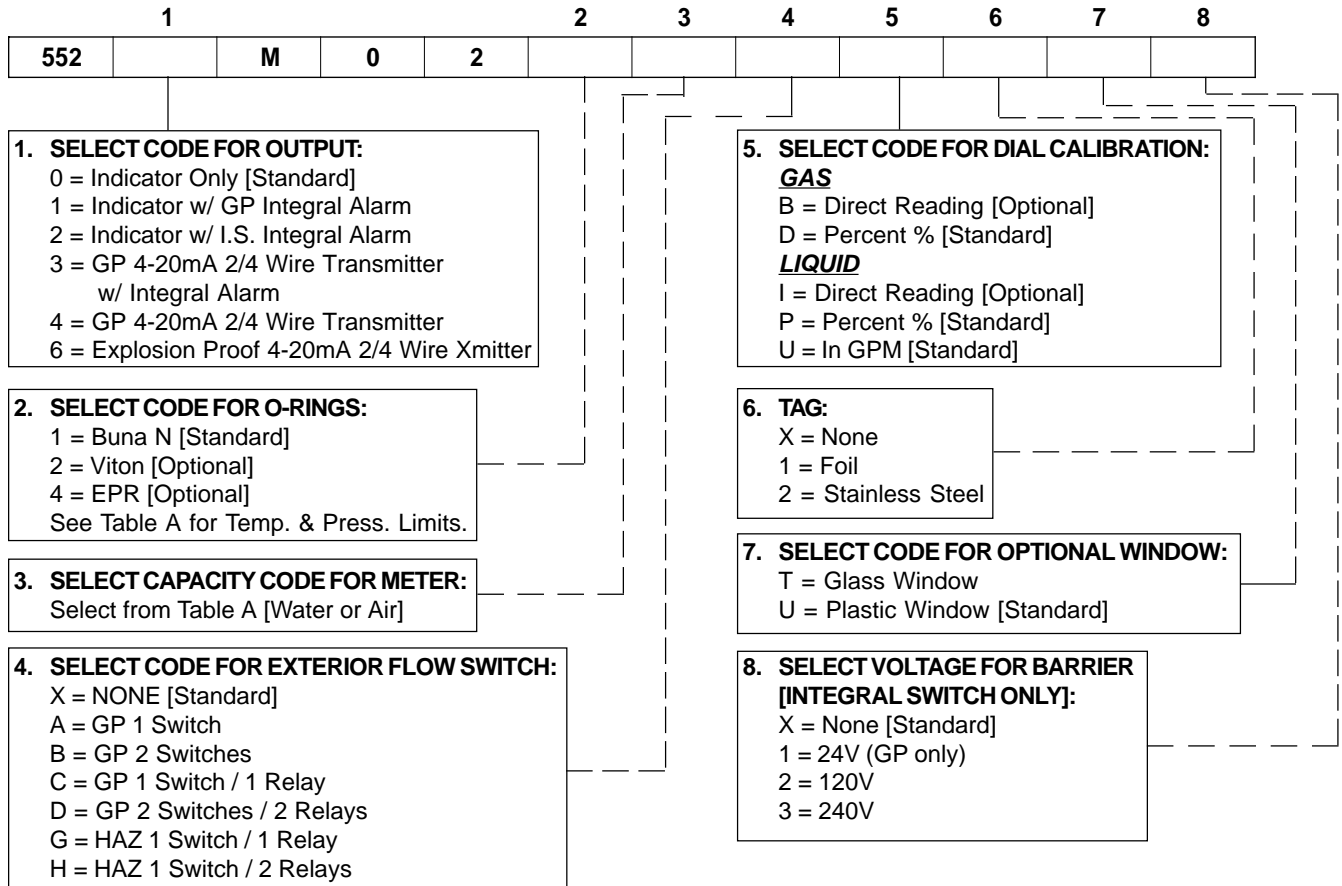 1 2 3 4 5 6 7 8
552 M 0 2
1. SELECT CODE FOR OUTPUT:
0 = Indicator Only [Standard]
1 = Indicator w/ GP Integral Alarm
2 = Indicator w/ I.S. Integral Alarm
3 = GP 4-20mA 2/4 Wire Transmitter
w/ Integral Alarm
4 = GP 4-20mA 2/4 Wire Transmitter
6 = Explosion Proof 4-20mA 2/4 Wire Xmitter
2. SELECT CODE FOR O-RINGS:
1 = Buna N [Standard]
2 = Viton [Optional]
4 = EPR [Optional]
See Table A for Temp. & Press. Limits.
3. SELECT CAPACITY CODE FOR METER:
Select from Table A [Water or Air]
4. SELECT CODE FOR EXTERIOR FLOW SWITCH:
X = NONE [Standard]
A = GP 1 Switch
B = GP 2 Switches
C = GP 1 Switch / 1 Relay
D = GP 2 Switches / 2 Relays
G = HAZ 1 Switch / 1 Relay
H = HAZ 1 Switch / 2 Relays
5. SELECT CODE FOR DIAL CALIBRATION:
GAS
B = Direct Reading [Optional]
D = Percent % [Standard]
LIQUID
I = Direct Reading [Optional]
P = Percent % [Standard]
U = In GPM [Standard]
6. TAG:
X = None
1 = Foil
2 = Stainless Steel
7. SELECT CODE FOR OPTIONAL WINDOW:
T = Glass Window
U = Plastic Window [Standard]
8. SELECT VOLTAGE FOR BARRIER
[INTEGRAL SWITCH ONLY]:
X = None [Standard]
1 = 24V (GP only)
2 = 120V
3 = 240V